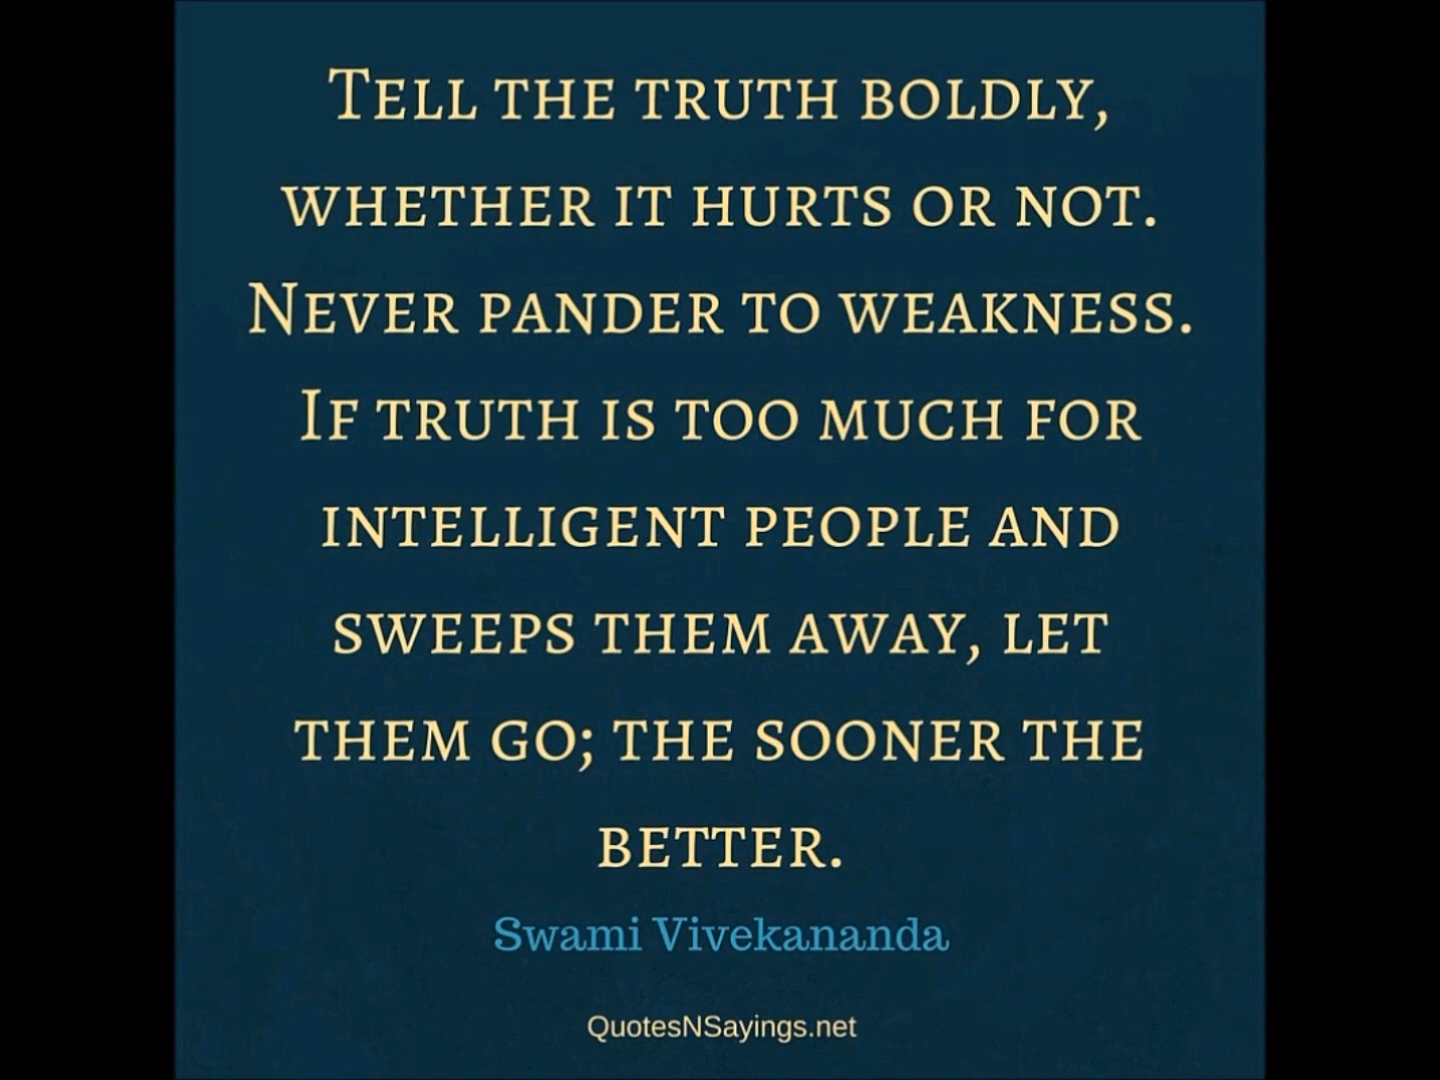 Tell the truth boldly,
whether it hurts or not.
Never pander to weakness.
If truth is too much for
intelligent people and
sweeps them away, let
them go; the sooner the
better.
Swami Vivekananda
QuotesNSayings.net